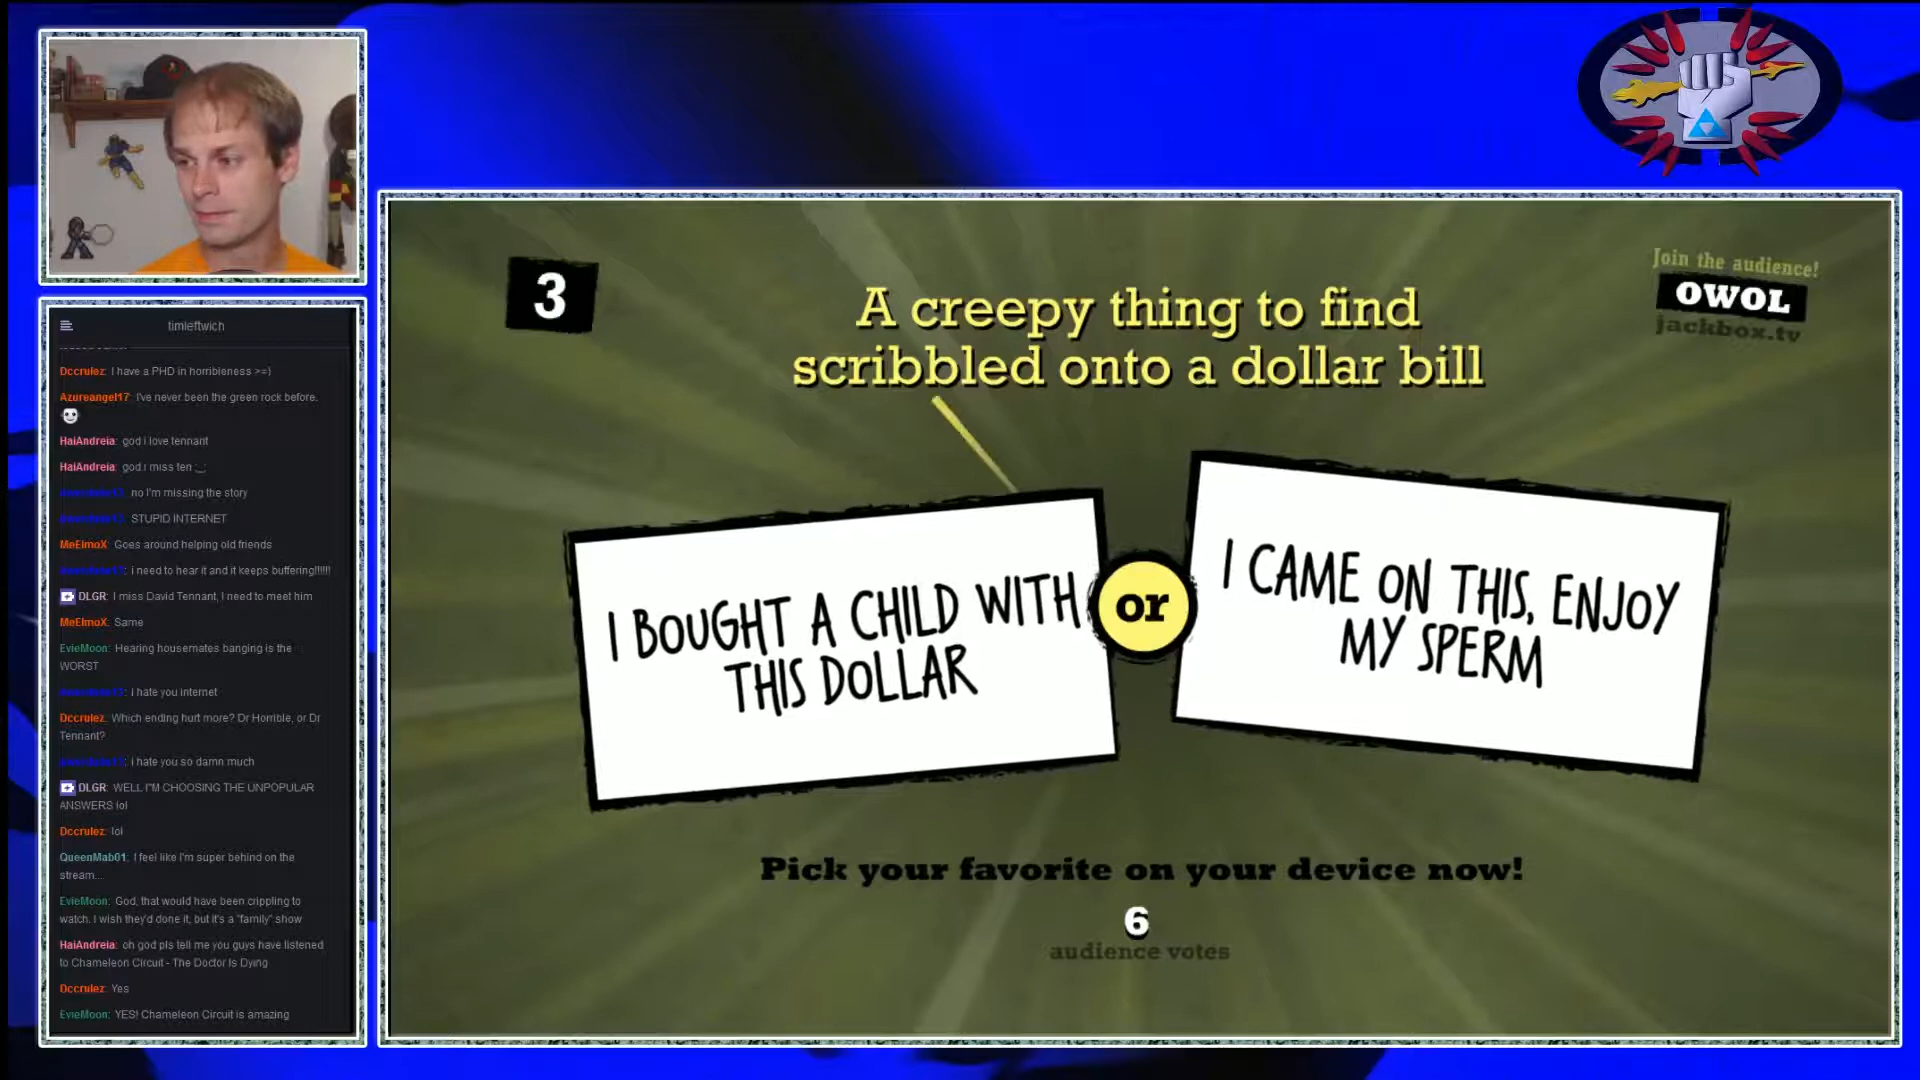 timleftwich
Dccrulez: I have a PHD in horribleness >=)
Azureangel17: I've never been the green rock before.
HaiAndreia: god i love tennant
HaiAndreia: god i miss ten ;_;
no I'm missing the story
STUPID INTERNET
MeElmoX: Goes around helping old friends
: i need to hear it and it keeps buffering!!!!!!
DLGR: I miss David Tennant, I need to meet him
MeElmoX: Same
EvieMoon: Hearing housemates banging is the
WORST
: i hate you internet
Dccrulez: Which ending hurt more? Dr Horrible, or Dr
Tennant?
: i hate you so damn much
DLGR: WELL I"M CHOOSING THE UNPOPULAR
ANSWERS lol
Dccrulez: lol
QueenMab01: I feel like I'm super behind on the
stream....
EvieMoon: God, that would have been crippling to
watch. I wish they'd done it, but it's a "family" show
HaiAndreia: oh god pls tell me you guys have listened
to Chameleon Circuit - The Doctor Is Dying
Dccrulez: Yes
EvieMoon: YES! Chameleon Circuit is amazing
3
A creepy thing to find
scribbled onto a dollar bill
Join the audience!
OWOL
jackbox.tv
I BOUGHT A CHILD WITH
THIS DOLLAR
or
I CAME ON THIS, ENJOY
MY SPERM
Pick your favorite on your device now!
6
audience votes